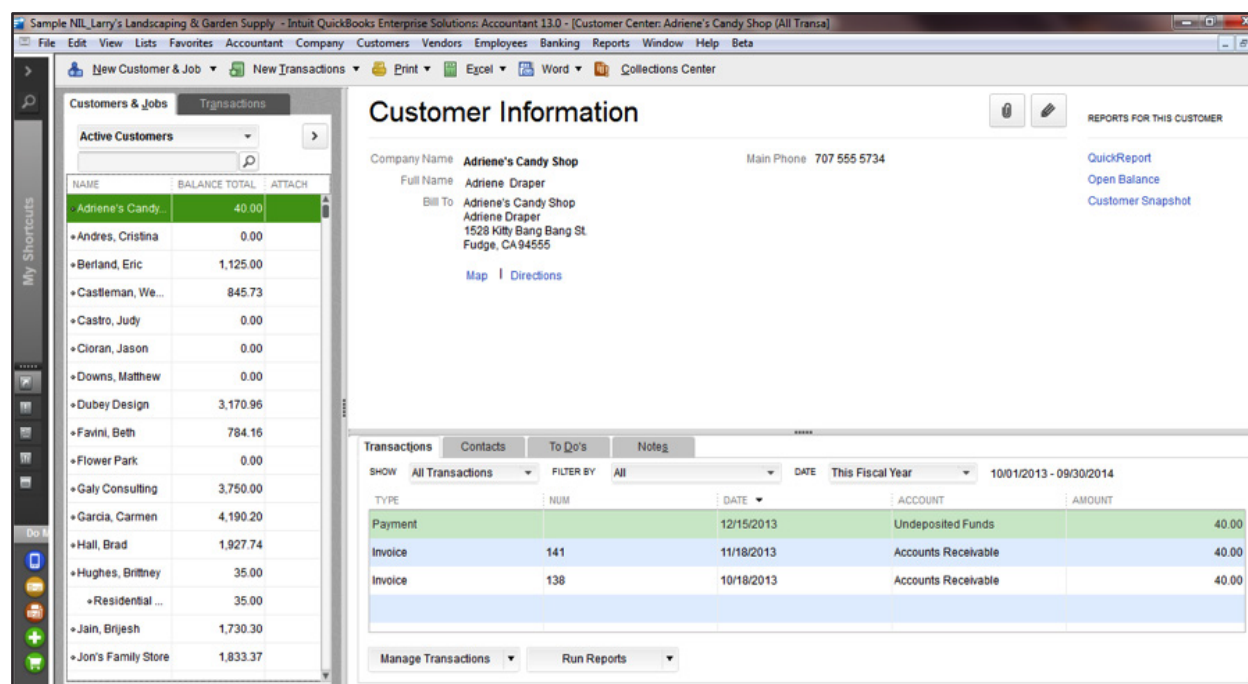 Sample NIL_Larry's Landscaping & Garden Supply - Intuit QuickBooks Enterprise Solutions: Accountant 13.0 - [Customer Center: Adriene's Candy Shop (All Transa]
File Edit View Lists Favorites Accountant Company Customers Vendors Employees Banking Reports Window Help Beta
New Customer & Job New Transactions Print Excel Word Collections Center
My Shortcuts
Customers & Jobs Transactions
Active Customers
NAME BALANCE TOTAL ATTACH
Adriene's Candy... 40.00
Andres, Cristina 0.00
Berland, Eric 1,125.00
Castleman, We... 845.73
Castro, Judy 0.00
Cioran, Jason 0.00
Downs, Matthew 0.00
Dubey Design 3,170.96
Favini, Beth 784.16
Flower Park 0.00
Galy Consulting 3,750.00
Garcia, Carmen 4,190.20
Hall, Brad 1,927.74
Hughes, Brittney 35.00
Residential ... 35.00
Jain, Brijesh 1,730.30
Jon's Family Store 1,833.37
Customer Information
Company Name Adriene's Candy Shop
Full Name Adriene Draper
Bill To Adriene's Candy Shop
Adriene Draper
1528 Kitty Bang Bang St.
Fudge, CA 94555
Map | Directions
Main Phone 707 555 5734
REPORTS FOR THIS CUSTOMER
QuickReport
Open Balance
Customer Snapshot
Transactions Contacts To Do's Notes
SHOW All Transactions FILTER BY All DATE This Fiscal Year 10/01/2013 - 09/30/2014
TYPE NUM DATE ACCOUNT AMOUNT
Payment 12/15/2013 Undeposited Funds 40.00
Invoice 141 11/18/2013 Accounts Receivable 40.00
Invoice 138 10/18/2013 Accounts Receivable 40.00
Manage Transactions Run Reports